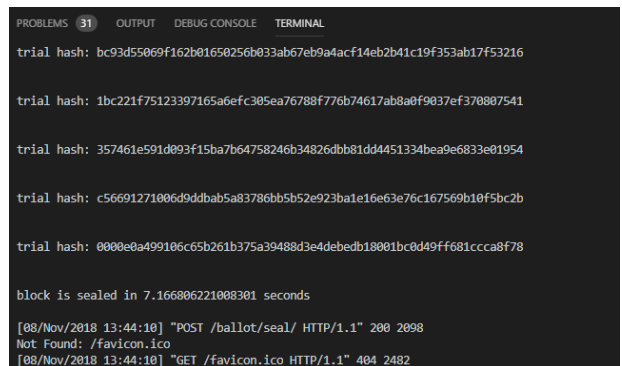 PROBLEMS 31 OUTPUT DEBUG CONSOLE TERMINAL
trial hash: bc93d55069f162b01650256b033ab67eb9a4acf14eb2b41c19f353ab17f53216
trial hash: 1bc221f75123397165a6efc305ea76788f776b74617ab8a0f9037ef370807541
trial hash: 357461e591d093f15ba7b64758246b34826dbb81dd4451334bea9e6833e01954
trial hash: c56691271006d9ddbab5a83786bb5b52e923ba1e16e63e76c167569b10f5bc2b
trial hash: 0000e0a499106c65b261b375a39488d3e4debedb18001bc0d49ff681ccca8f78
block is sealed in 7.166806221008301 seconds
[08/Nov/2018 13:44:10] "POST /ballot/seal/ HTTP/1.1" 200 2098
Not Found: /favicon.ico
[08/Nov/2018 13:44:10] "GET /favicon.ico HTTP/1.1" 404 2482